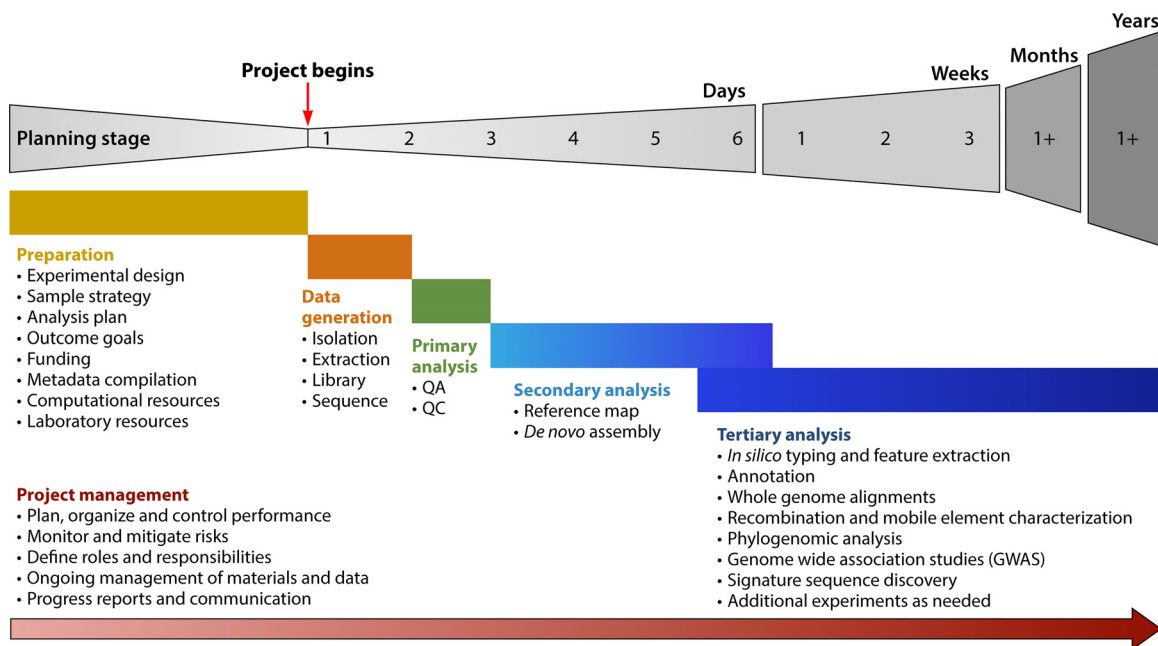 Years
Months
Weeks
Days
Project begins
Planning stage
1 2 3 4 5 6 1 2 3 1+ 1+
Preparation
• Experimental design
• Sample strategy
• Analysis plan
• Outcome goals
• Funding
• Metadata compilation
• Computational resources
• Laboratory resources
Data
generation
• Isolation
• Extraction
• Library
• Sequence
Primary
analysis
• QA
• QC
Secondary analysis
• Reference map
• De novo assembly
Tertiary analysis
• In silico typing and feature extraction
• Annotation
• Whole genome alignments
• Recombination and mobile element characterization
• Phylogenomic analysis
• Genome wide association studies (GWAS)
• Signature sequence discovery
• Additional experiments as needed
Project management
• Plan, organize and control performance
• Monitor and mitigate risks
• Define roles and responsibilities
• Ongoing management of materials and data
• Progress reports and communication